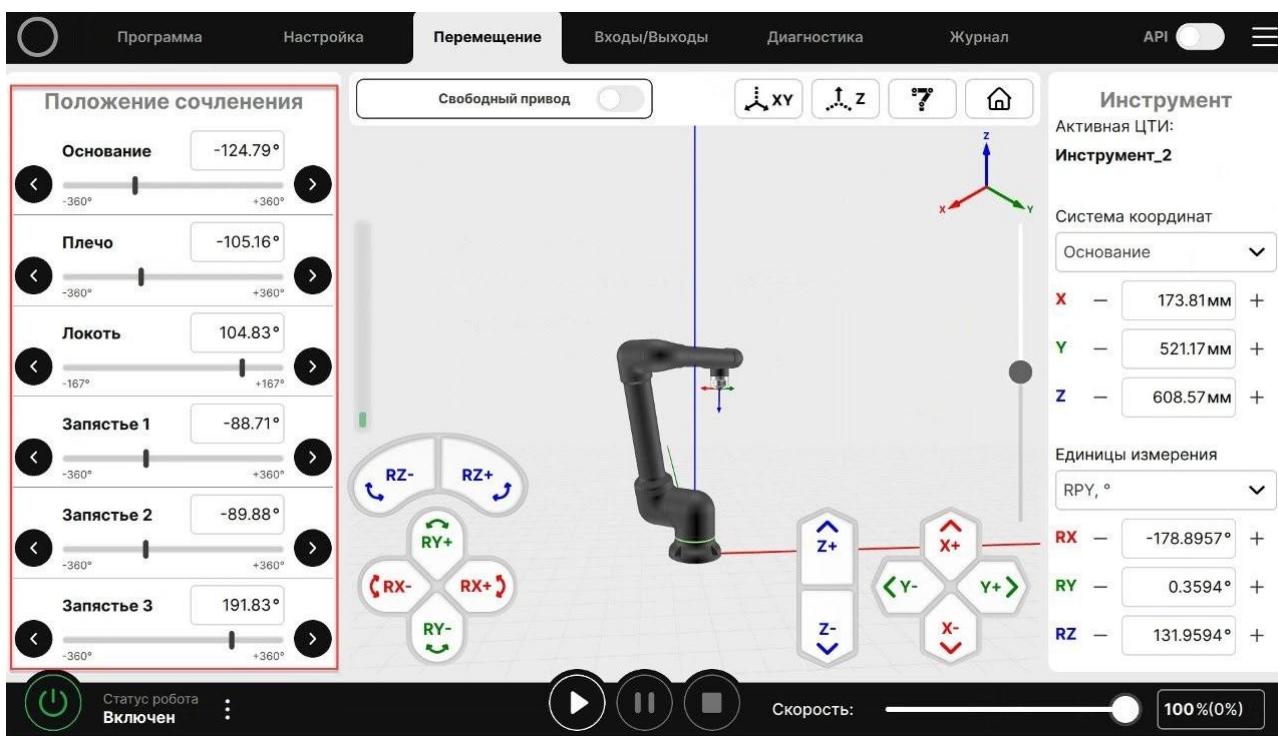 Программа Настройка Перемещение Входы/Выходы Диагностика Журнал API
Положение сочленения
Основание -124.79°
-360° +360°
Плечо -105.16°
-360° +360°
Локоть 104.83°
-167° +167°
Запястье 1 -88.71°
-360° +360°
Запястье 2 -89.88°
-360° +360°
Запястье 3 191.83°
-360° +360°
Свободный привод
XY Z
Z
X Y
RZ- RZ+
RY+
RX- RX+
RY-
Z+
Z-
X+
Y- Y+
X-
Инструмент
Активная ЦТИ:
Инструмент_2
Система координат
Основание
X — 173.81мм +
Y — 521.17мм +
Z — 608.57мм +
Единицы измерения
RPY, °
RX — -178.8957° +
RY — 0.3594° +
RZ — 131.9594° +
Статус робота
Включен
Скорость: 100%(0%)